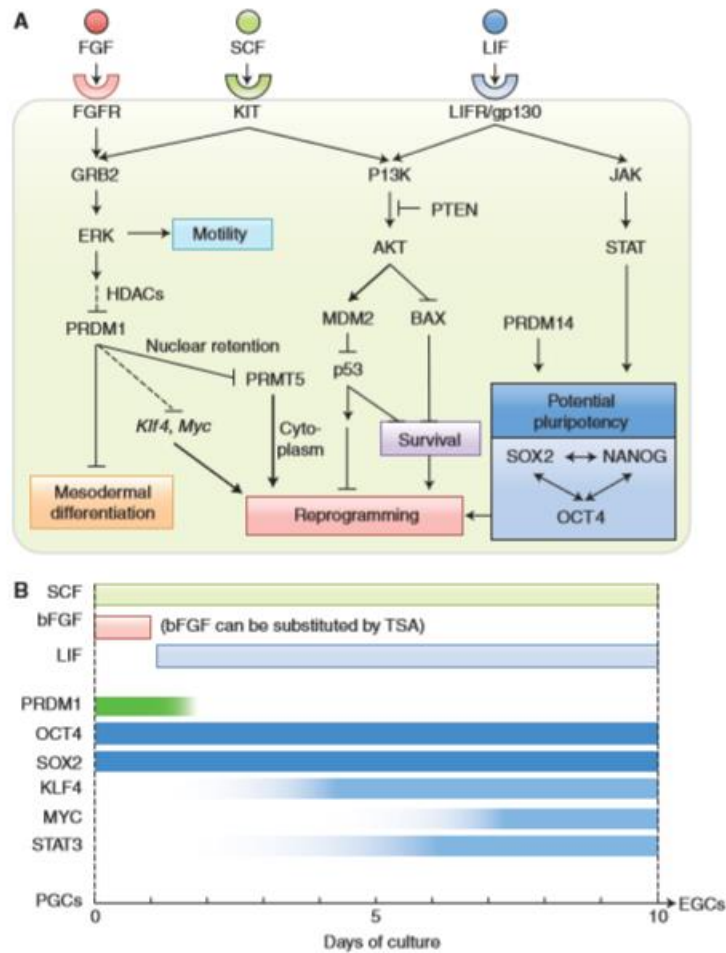 A
FGF
SCF
LIF
FGFR
KIT
LIFR/gp130
GRB2
P13K
JAK
PTEN
ERK
Motility
AKT
STAT
HDACs
PRDM1
MDM2
BAX
PRDM14
Nuclear retention
PRMT5
p53
Klf4, Myc
Cyto-
plasm
Survival
Potential
pluripotency
SOX2
NANOG
OCT4
Mesodermal
differentiation
Reprogramming
B
SCF
bFGF
(bFGF can be substituted by TSA)
LIF
PRDM1
OCT4
SOX2
KLF4
MYC
STAT3
PGCs
EGCs
0
5
10
Days of culture